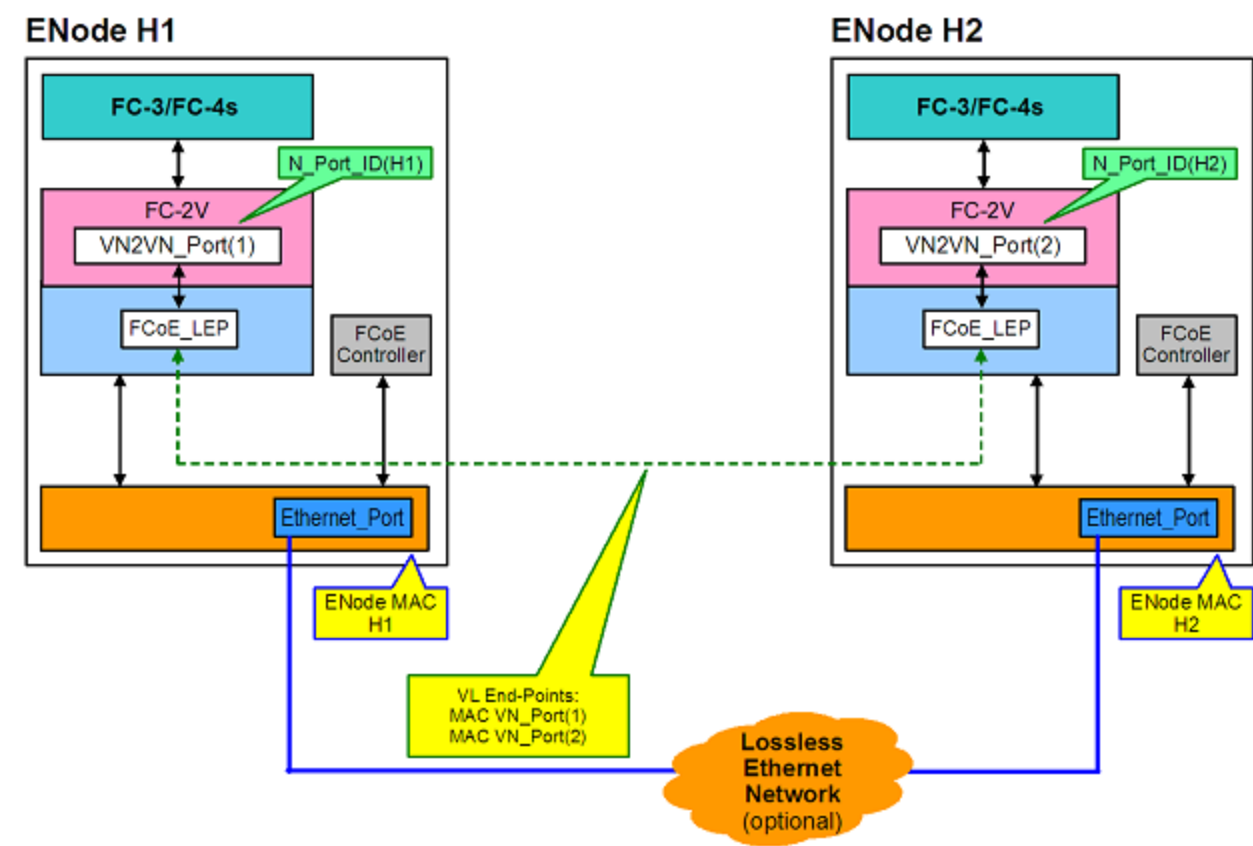 ENode H1
FC-3/FC-4s
N_Port_ID(H1)
FC-2V
VN2VN_Port(1)
FCoE_LEP
FCoE
Controller
Ethernet_Port
ENode MAC
H1
ENode H2
FC-3/FC-4s
N_Port_ID(H2)
FC-2V
VN2VN_Port(2)
FCoE_LEP
FCoE
Controller
Ethernet_Port
ENode MAC
H2
VL End-Points:
MAC VN_Port(1)
MAC VN_Port(2)
Lossless
Ethernet
Network
(optional)